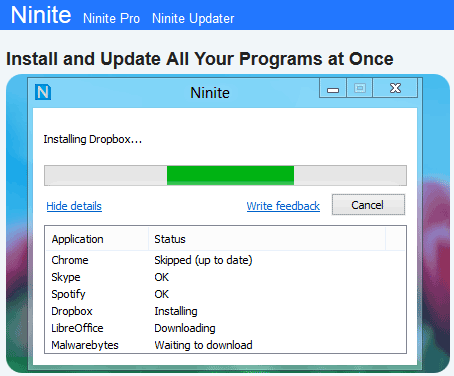 Ninite Ninite Pro Ninite Updater
Install and Update All Your Programs at Once
N Ninite
Installing Dropbox...
Hide details Write feedback Cancel
Application Status
Chrome Skipped (up to date)
Skype OK
Spotify OK
Dropbox Installing
LibreOffice Downloading
Malwarebytes Waiting to download